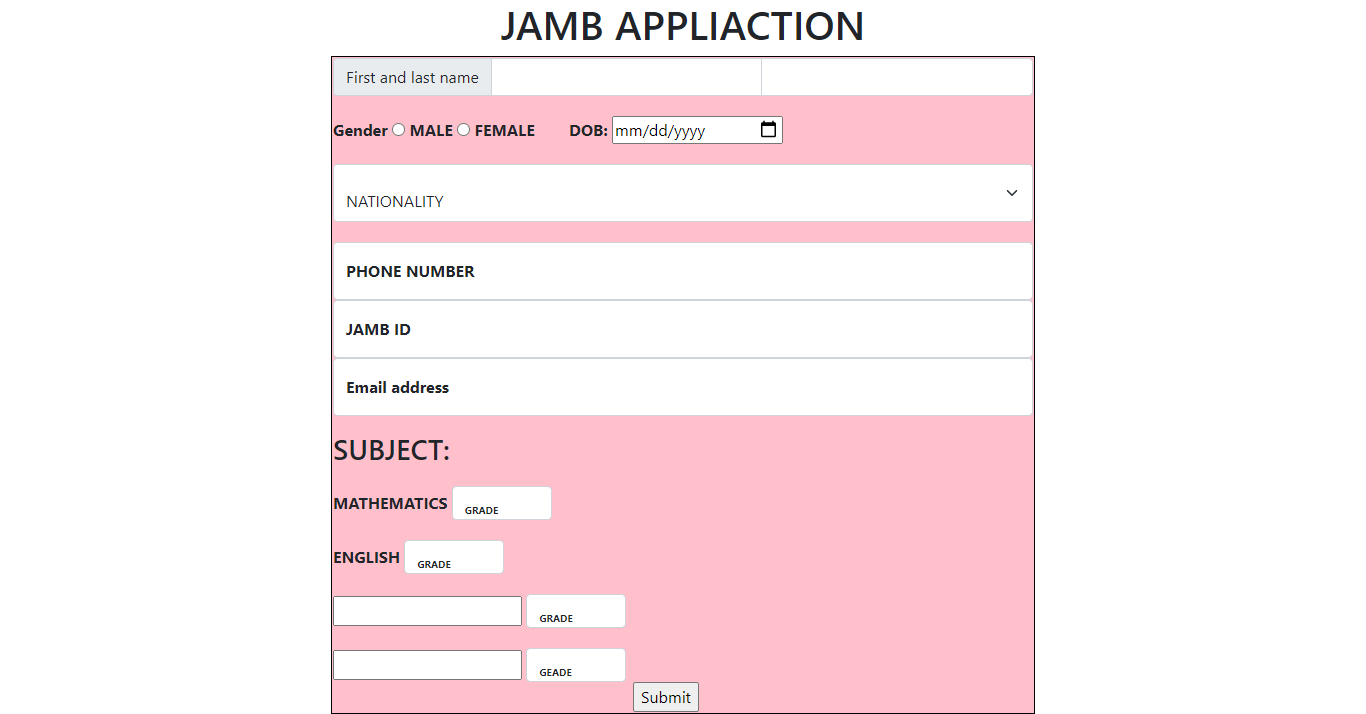 JAMB APPLIACTION
First and last name
Gender MALE FEMALE DOB: mm/dd/yyyy
NATIONALITY
PHONE NUMBER
JAMB ID
Email address
SUBJECT:
MATHEMATICS GRADE
ENGLISH GRADE
GRADE
GEADE
Submit